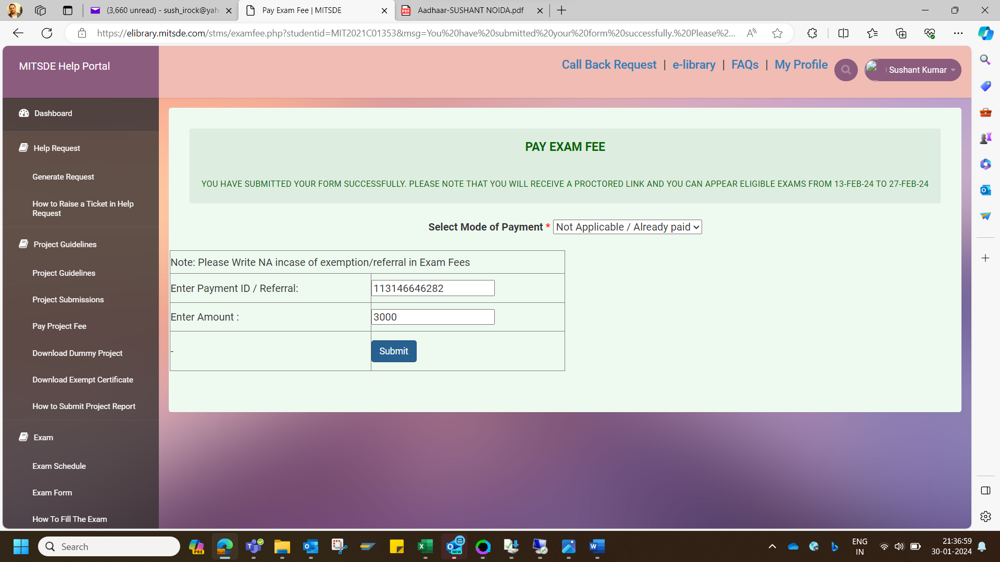 (3,660 unread) - sush_irock@yah
Pay Exam Fee | MITSDE
Aadhaar-SUSHANT NOIDA.pdf
https://elibrary.mitsde.com/stms/examfee.php?studentid=MIT2021C01353&msg=You%20have%20submitted%20your%20form%20successfully.%20Please%2...
MITSDE Help Portal
Call Back Request | e-library | FAQs | My Profile
Sushant Kumar
Dashboard
Help Request
Generate Request
How to Raise a Ticket in Help
Request
Project Guidelines
Project Guidelines
Project Submissions
Pay Project Fee
Download Dummy Project
Download Exempt Certificate
How to Submit Project Report
Exam
Exam Schedule
Exam Form
How To Fill The Exam
PAY EXAM FEE
YOU HAVE SUBMITTED YOUR FORM SUCCESSFULLY. PLEASE NOTE THAT YOU WILL RECEIVE A PROCTORED LINK AND YOU CAN APPEAR ELIGIBLE EXAMS FROM 13-FEB-24 TO 27-FEB-24
Select Mode of Payment * Not Applicable / Already paid
Note: Please Write NA incase of exemption/referral in Exam Fees
Enter Payment ID / Referral: 113146646282
Enter Amount : 3000
- Submit
Search
PRE
NEW
ENG
IN
21:36:59
30-01-2024